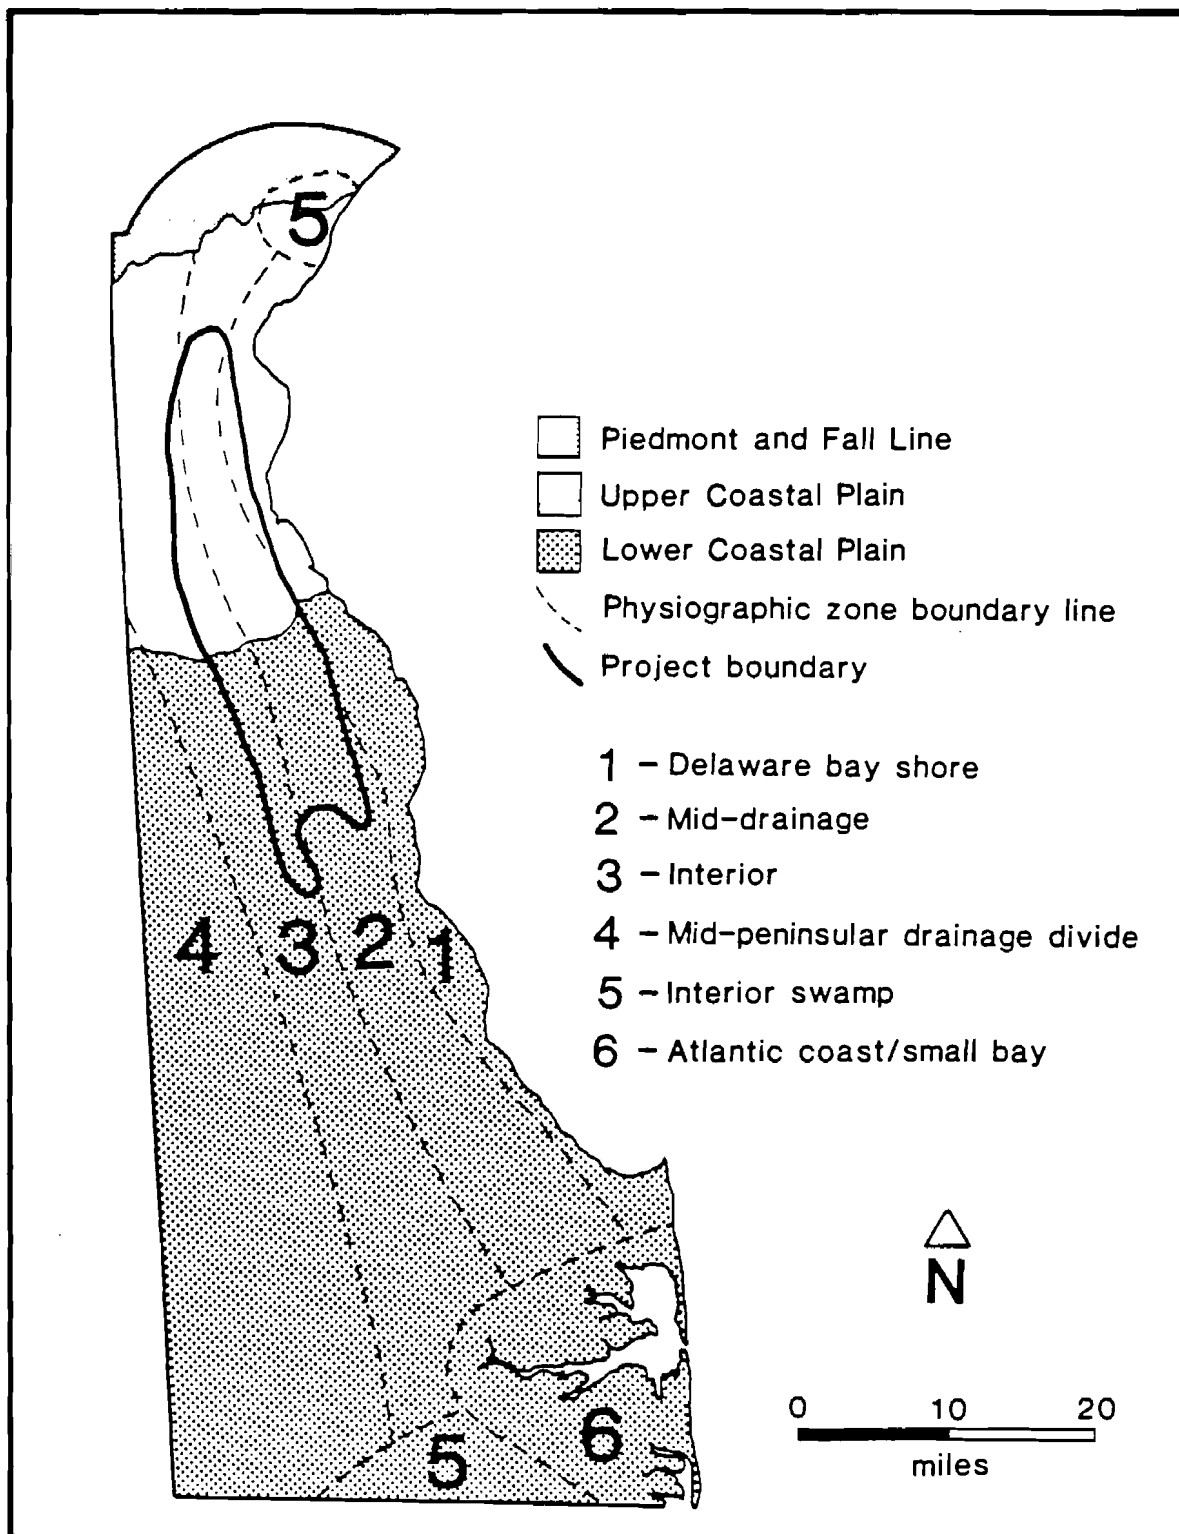 5
Piedmont and Fall Line
Upper Coastal Plain
Lower Coastal Plain
Physiographic zone boundary line
Project boundary
1 - Delaware bay shore
2 - Mid-drainage
3 - Interior
4 - Mid-peninsular drainage divide
5 - Interior swamp
6 - Atlantic coast/small bay
4 3 2 1
N
0 10 20
miles
6
5